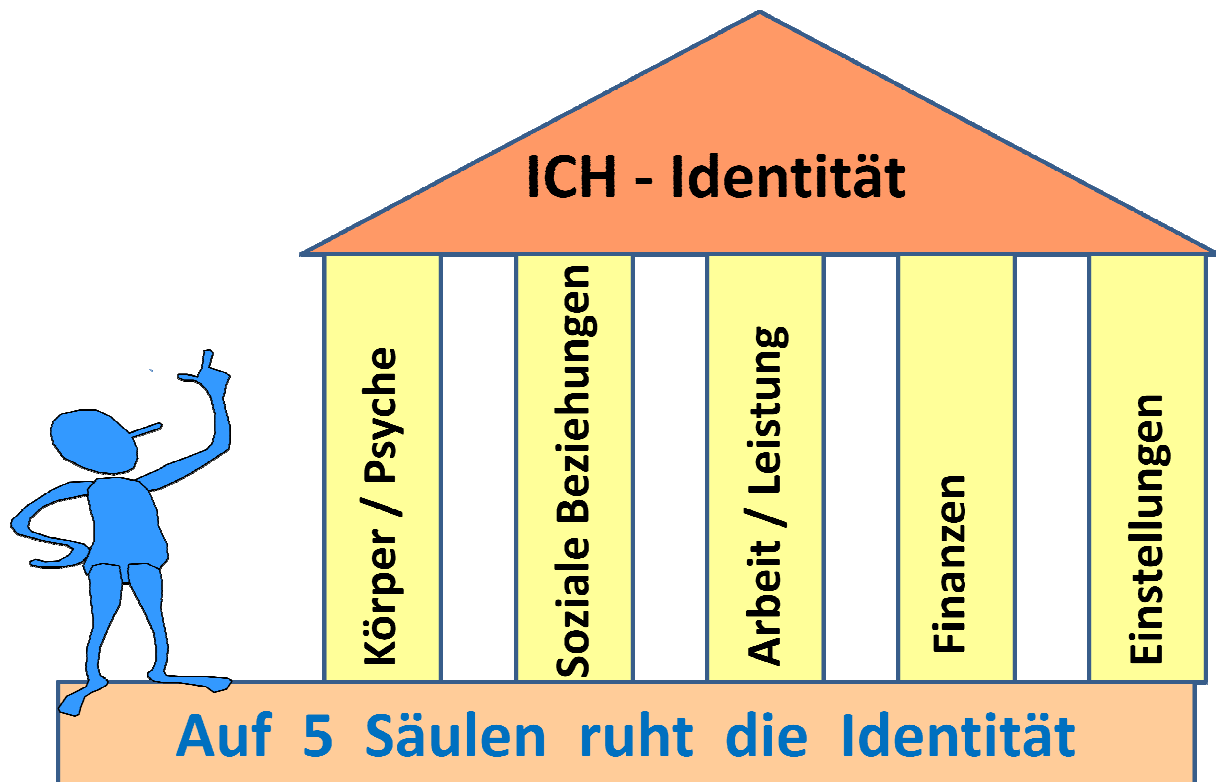 ICH - Identität
Körper / Psyche
Soziale Beziehungen
Arbeit / Leistung
Finanzen
Einstellungen
Auf 5 Säulen ruht die Identität